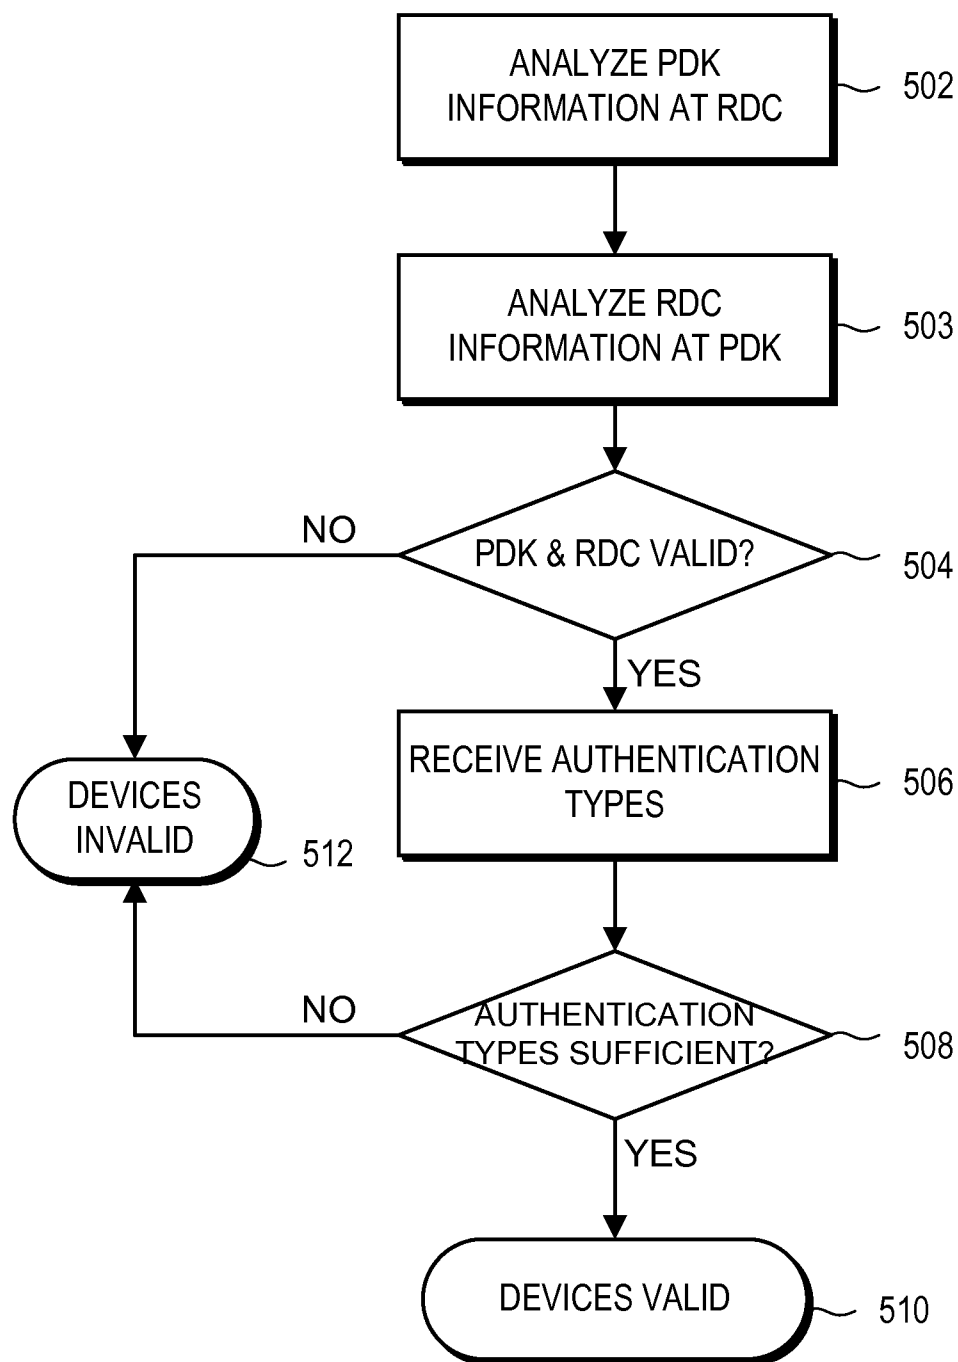 ANALYZE PDK
INFORMATION AT RDC
502
ANALYZE RDC
INFORMATION AT PDK
503
NO
PDK & RDC VALID?
504
YES
RECEIVE AUTHENTICATION
TYPES
506
DEVICES
INVALID
512
NO
AUTHENTICATION
TYPES SUFFICIENT?
508
YES
DEVICES VALID
510